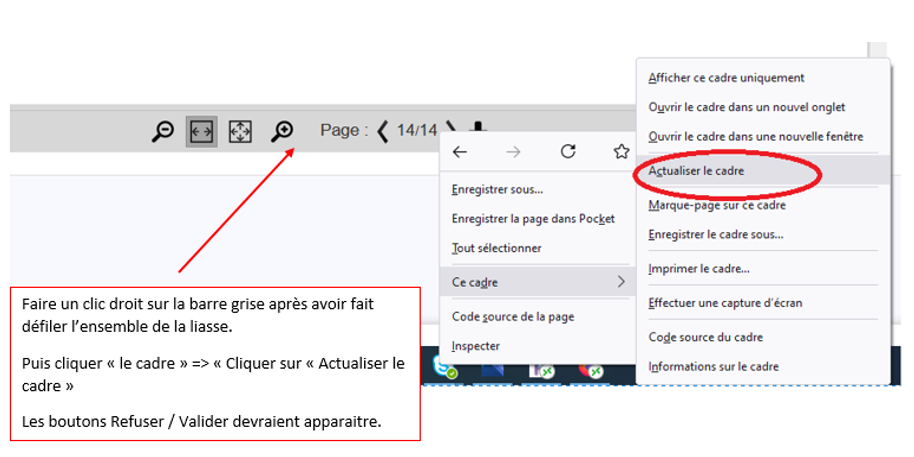 Page : 14/14
Enregistrer sous...
Enregistrer la page dans Pocket
Tout sélectionner
Ce cadre
Code source de la page
Inspecter
Afficher ce cadre uniquement
Ouvrir le cadre dans un nouvel onglet
Ouvrir le cadre dans une nouvelle fenêtre
Actualiser le cadre
Marque-page sur ce cadre
Enregistrer le cadre sous...
Imprimer le cadre...
Effectuer une capture d'écran
Code source du cadre
Informations sur le cadre
Faire un clic droit sur la barre grise après avoir fait
défiler l'ensemble de la liasse.
Puis cliquer « le cadre » => « Cliquer sur « Actualiser le
cadre »
Les boutons Refuser / Valider devraient apparaitre.